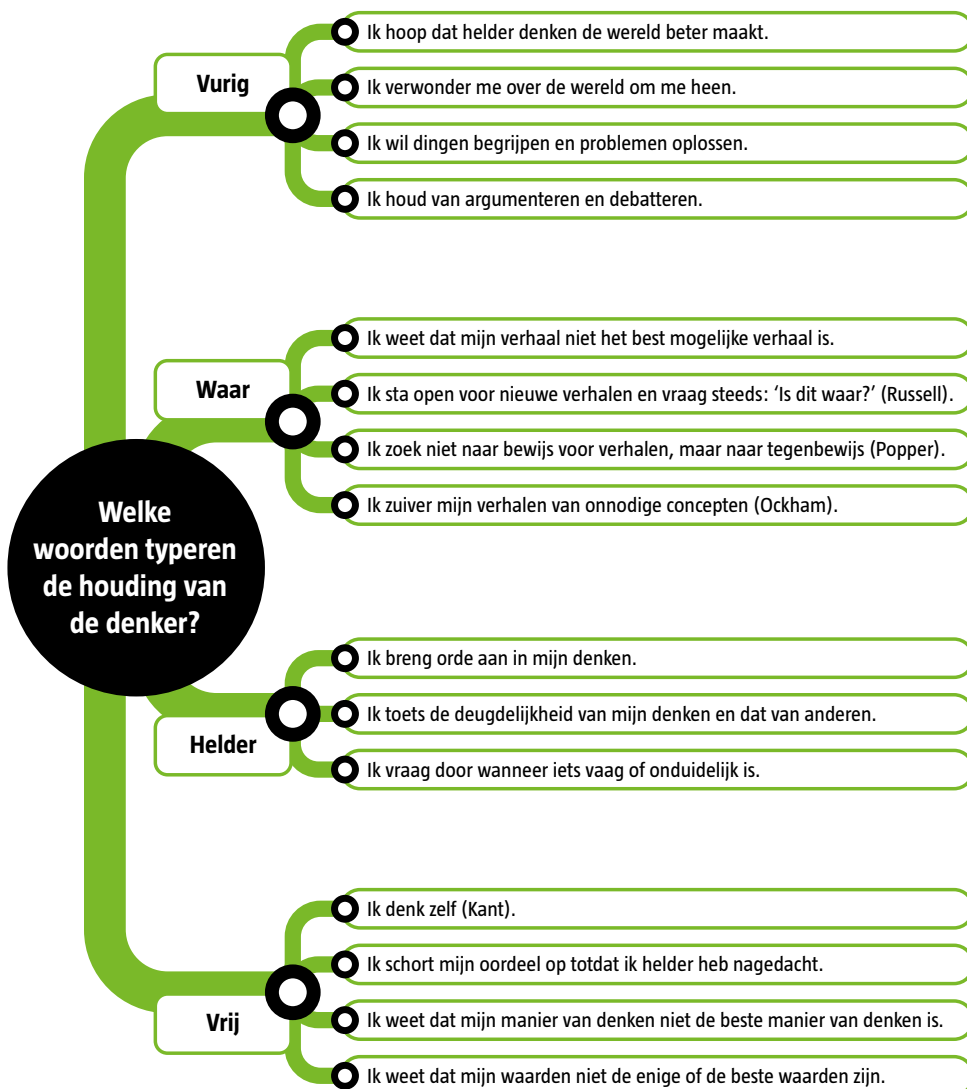 Welke
woorden typeren
de houding van
de denker?
Vurig
Ik hoop dat helder denken de wereld beter maakt.
Ik verwonder me over de wereld om me heen.
Ik wil dingen begrijpen en problemen oplossen.
Ik houd van argumenteren en debatteren.
Waar
Ik weet dat mijn verhaal niet het best mogelijke verhaal is.
Ik sta open voor nieuwe verhalen en vraag steeds: ‘Is dit waar?’ (Russell).
Ik zoek niet naar bewijs voor verhalen, maar naar tegenbewijs (Popper).
Ik zuiver mijn verhalen van onnodige concepten (Ockham).
Helder
Ik breng orde aan in mijn denken.
Ik toets de deugdelijkheid van mijn denken en dat van anderen.
Ik vraag door wanneer iets vaag of onduidelijk is.
Vrij
Ik denk zelf (Kant).
Ik schort mijn oordeel op totdat ik helder heb nagedacht.
Ik weet dat mijn manier van denken niet de beste manier van denken is.
Ik weet dat mijn waarden niet de enige of de beste waarden zijn.